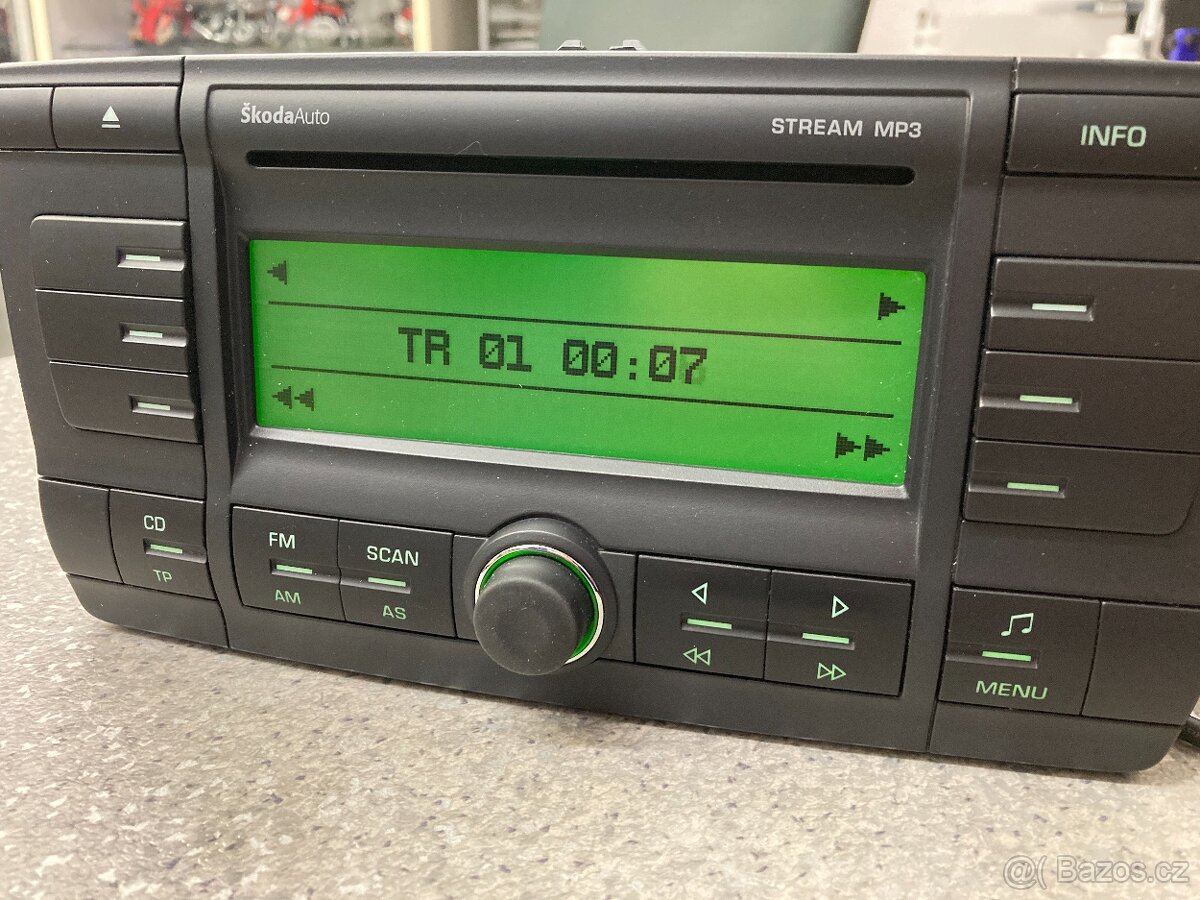 ŠkodaAuto
STREAM MP3
INFO
TR 01 00:07
CD
TP
FM
AM
SCAN
AS
MENU
@( Bazos.cz